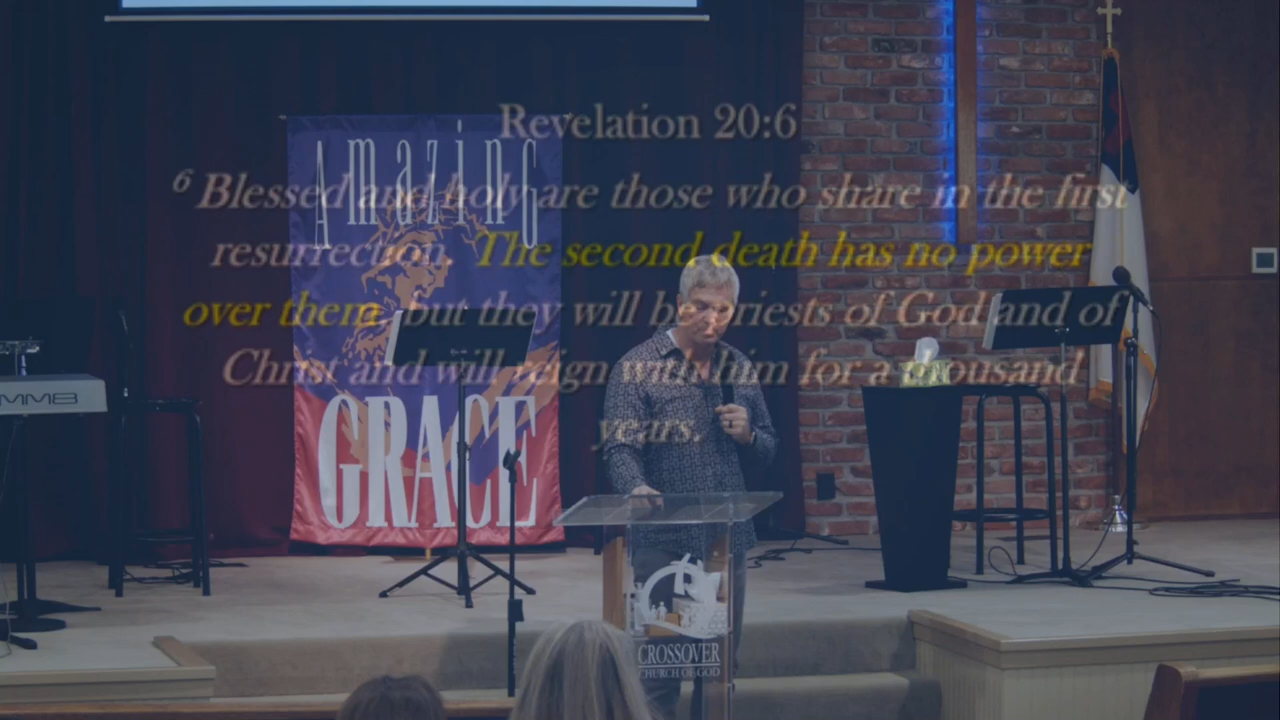 Revelation 20:6
6 Blessed and holy are those who share in the first
resurrection. The second death has no power
over them, but they will be priests of God and of
Christ and will reign with him for a thousand
years.
AmazinG
GRACE
MM8
CROSSOVER
CHURCH OF GOD